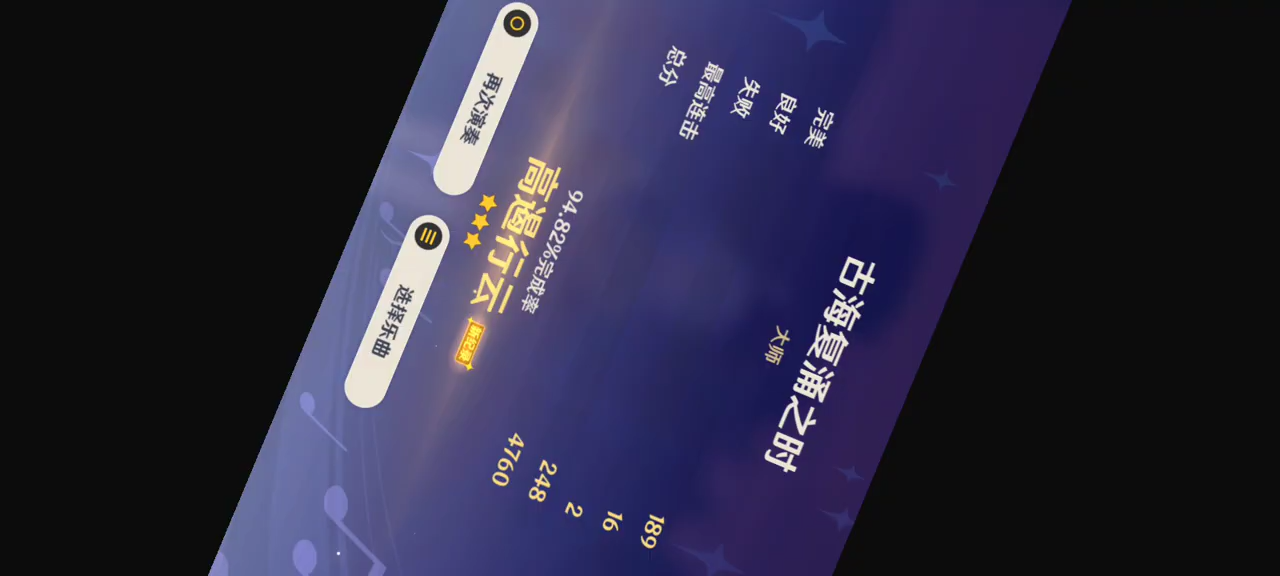 古海复涌之时
大师
完美 189
良好 16
失败 2
最高连击 248
总分 4760
94.82%完成率
高遏行云
新纪录
再次演奏
选择乐曲